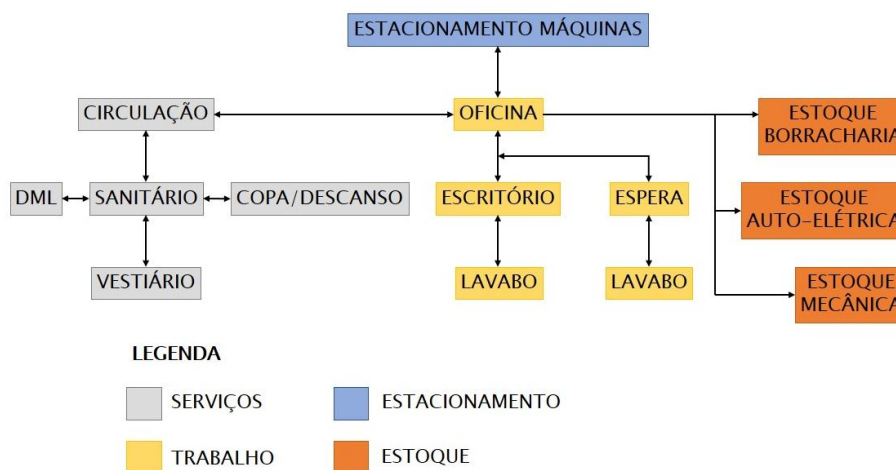 ESTACIONAMENTO MÁQUINAS
CIRCULAÇÃO
OFICINA
ESTOQUE
BORRACHARIA
DML
SANITÁRIO
COPA/DESCANSO
ESCRITÓRIO
ESPERA
ESTOQUE
AUTO-ELÉTRICA
VESTIÁRIO
LAVABO
LAVABO
ESTOQUE
MECÂNICA
LEGENDA
SERVIÇOS
ESTACIONAMENTO
TRABALHO
ESTOQUE